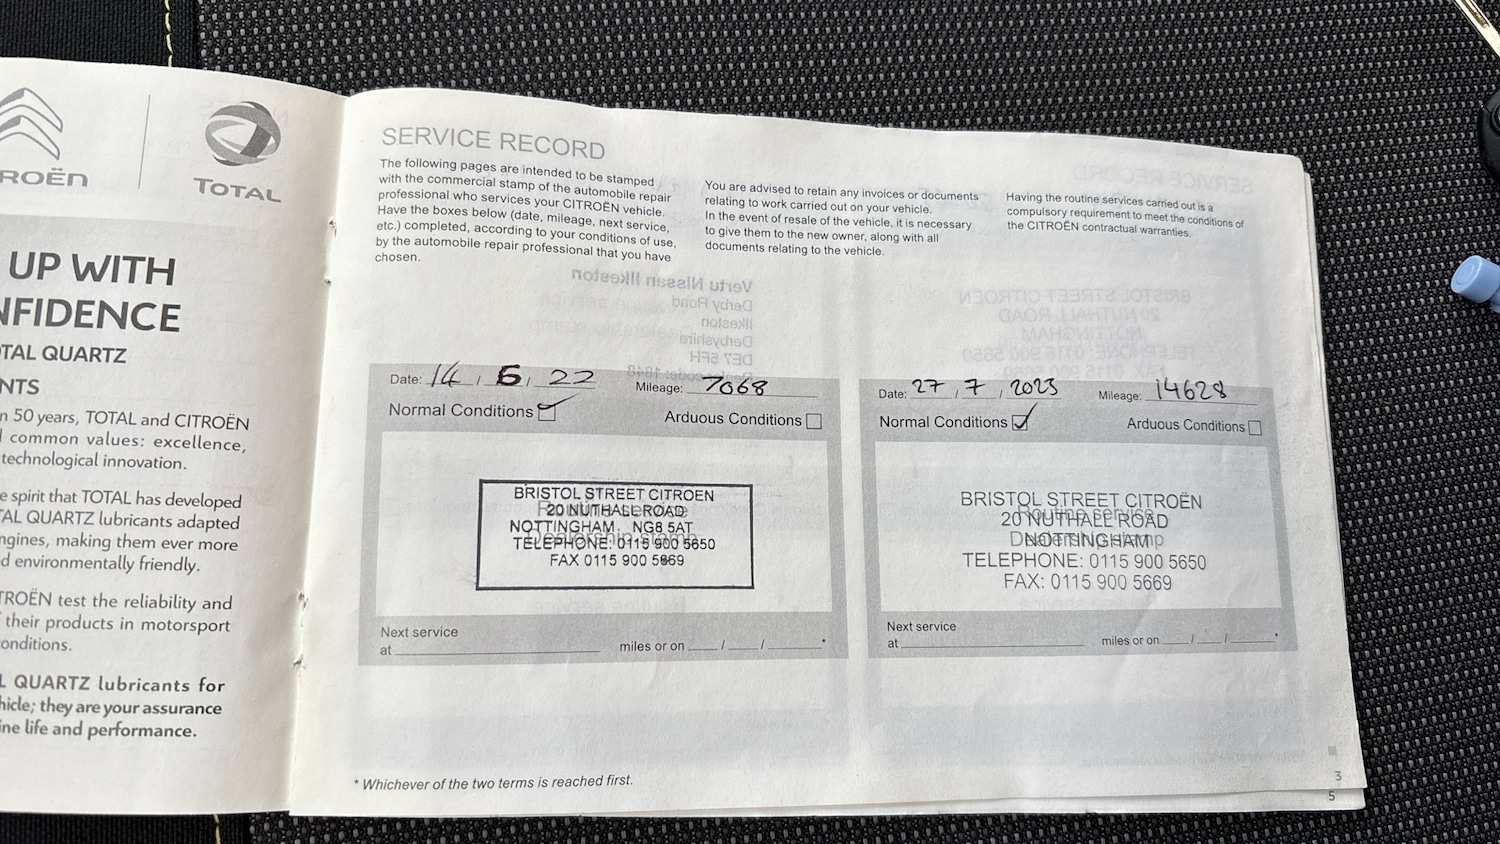 ROËN
TOTAL
UP WITH
NFIDENCE
TAL QUARTZ
NTS
n 50 years, TOTAL and CITROËN
common values: excellence,
technological innovation.
e spirit that TOTAL has developed
TAL QUARTZ lubricants adapted
ngines, making them ever more
d environmentally friendly.
TROËN test the reliability and
their products in motorsport
onditions.
L QUARTZ lubricants for
hicle; they are your assurance
ine life and performance.
SERVICE RECORD
The following pages are intended to be stamped
with the commercial stamp of the automobile repair
professional who services your CITROËN vehicle.
Have the boxes below (date, mileage, next service,
etc.) completed, according to your conditions of use,
by the automobile repair professional that you have
chosen.
You are advised to retain any invoices or documents
relating to work carried out on your vehicle.
In the event of resale of the vehicle, it is necessary
to give them to the new owner, along with all
documents relating to the vehicle.
Having the routine services carried out is a
compulsory requirement to meet the conditions of
the CITROËN contractual warranties.
Date: 14 / 6 / 22 Mileage: 7068
Normal Conditions Arduous Conditions
Routine service
Dealership stamp
BRISTOL STREET CITROEN
20 NUTHALL ROAD
NOTTINGHAM. NG8 5AT
TELEPHONE: 0115 900 5650
FAX 0115 900 5669
Next service
at miles or on / / *
Date: 27 / 7 / 2023 Mileage: 14628
Normal Conditions Arduous Conditions
Routine service
Dealership stamp
BRISTOL STREET CITROËN
20 NUTHALL ROAD
NOTTINGHAM
TELEPHONE: 0115 900 5650
FAX: 0115 900 5669
Next service
at miles or on / / *
* Whichever of the two terms is reached first.
3
5